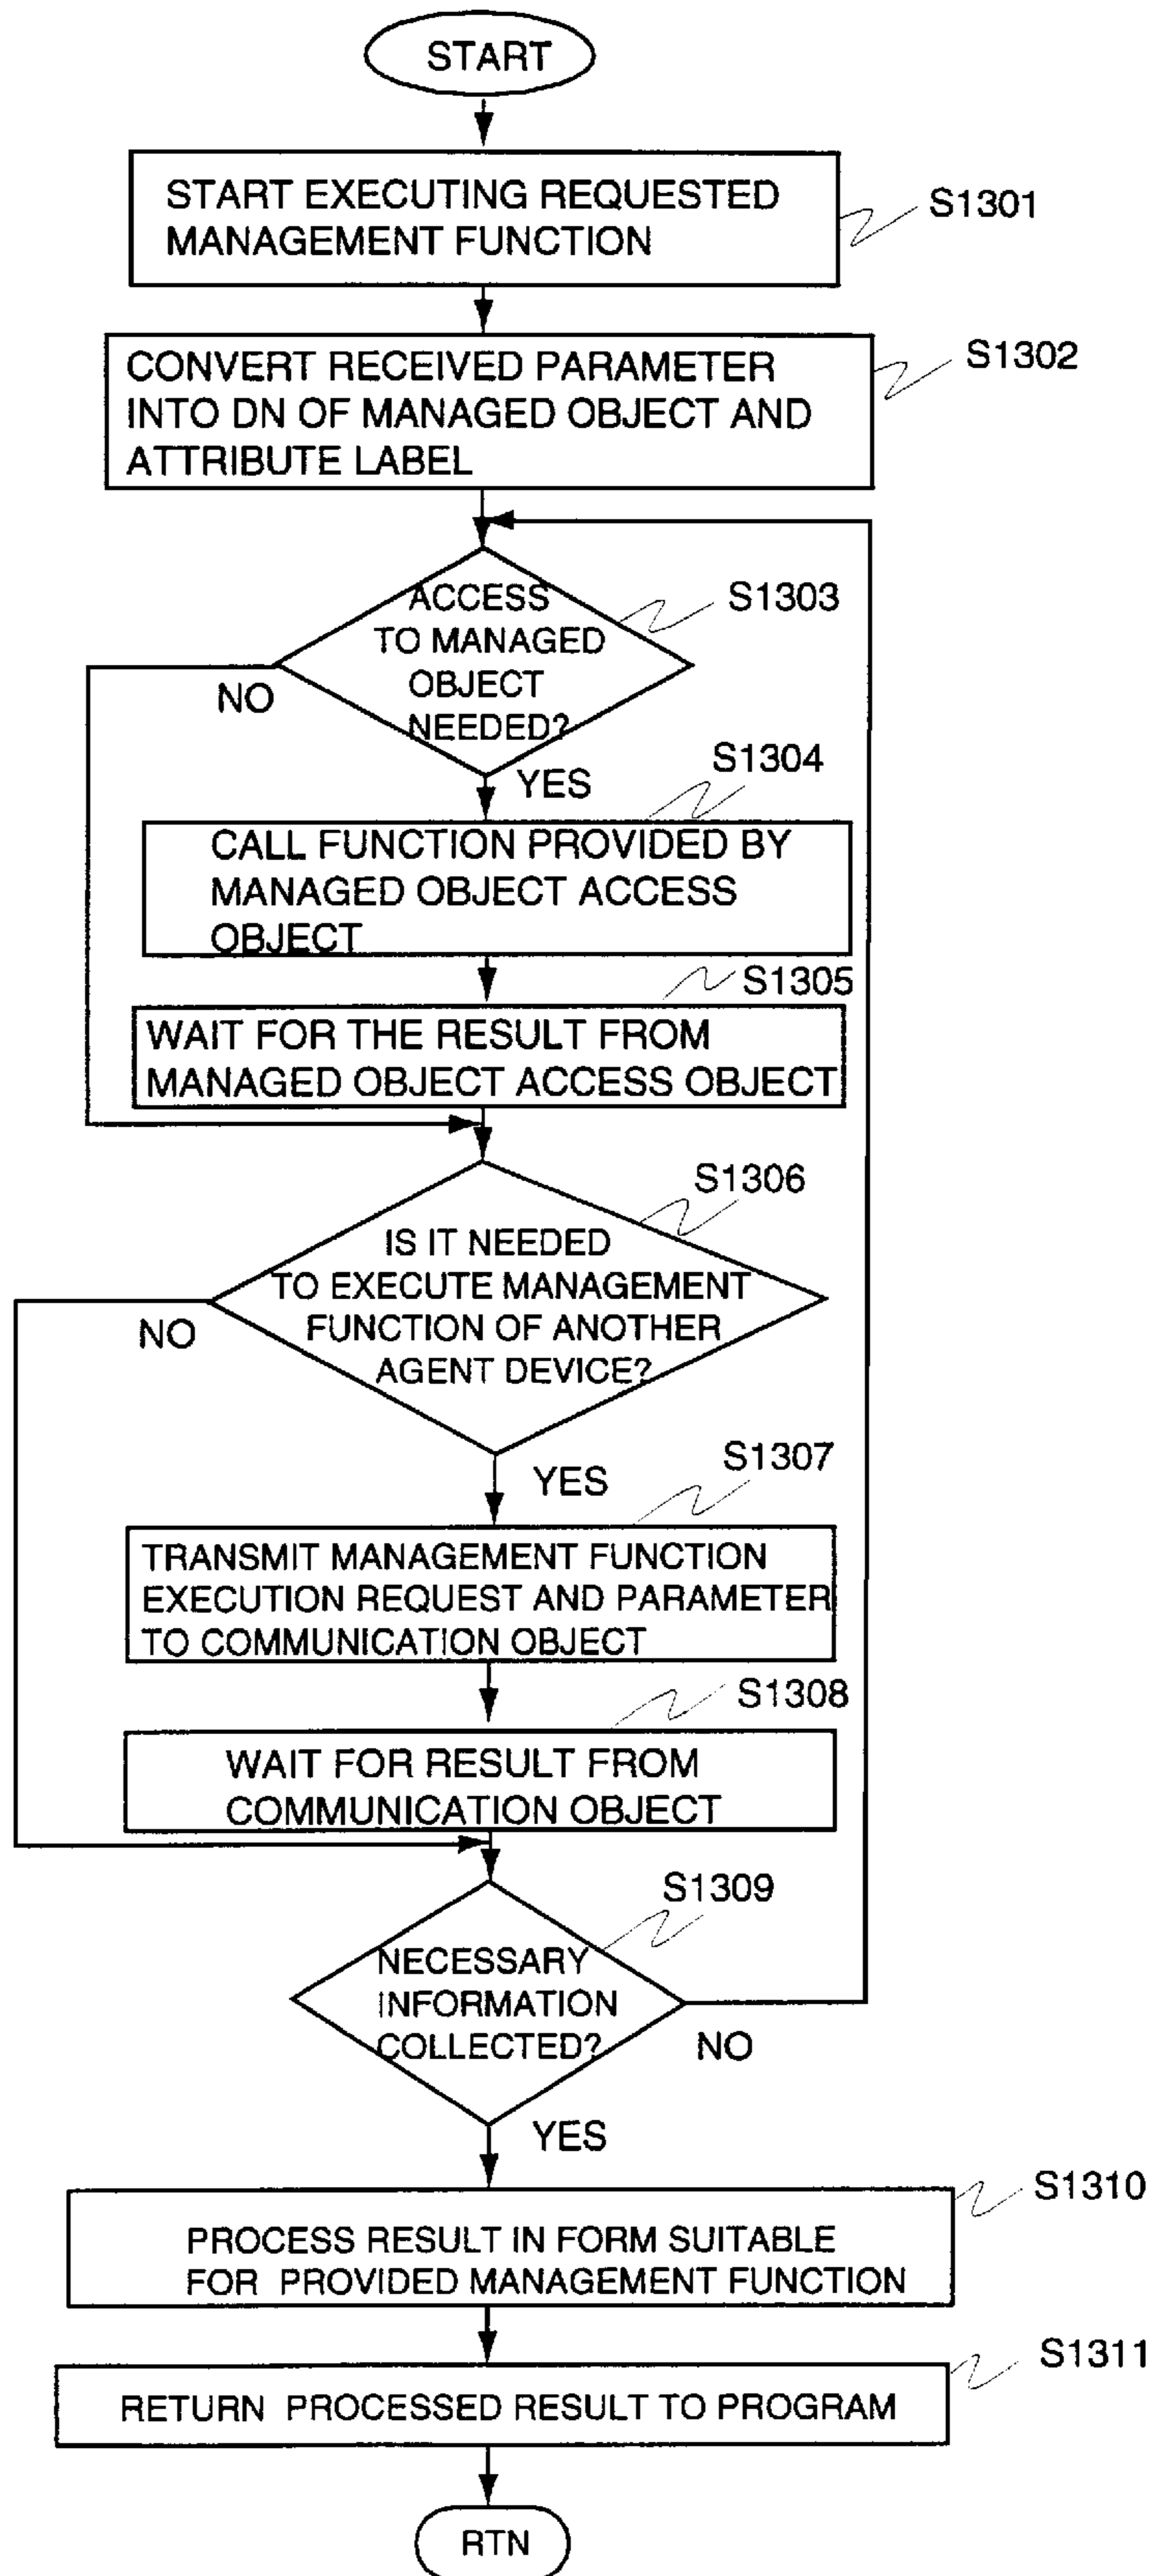 START
START EXECUTING REQUESTED
MANAGEMENT FUNCTION
S1301
CONVERT RECEIVED PARAMETER
INTO DN OF MANAGED OBJECT AND
ATTRIBUTE LABEL
S1302
ACCESS
TO MANAGED
OBJECT
NEEDED?
S1303
NO
YES
S1304
CALL FUNCTION PROVIDED BY
MANAGED OBJECT ACCESS
OBJECT
S1305
WAIT FOR THE RESULT FROM
MANAGED OBJECT ACCESS OBJECT
S1306
IS IT NEEDED
TO EXECUTE MANAGEMENT
FUNCTION OF ANOTHER
AGENT DEVICE?
NO
YES
S1307
TRANSMIT MANAGEMENT FUNCTION
EXECUTION REQUEST AND PARAMETER
TO COMMUNICATION OBJECT
S1308
WAIT FOR RESULT FROM
COMMUNICATION OBJECT
S1309
NECESSARY
INFORMATION
COLLECTED?
NO
YES
S1310
PROCESS RESULT IN FORM SUITABLE
FOR PROVIDED MANAGEMENT FUNCTION
S1311
RETURN PROCESSED RESULT TO PROGRAM
RTN